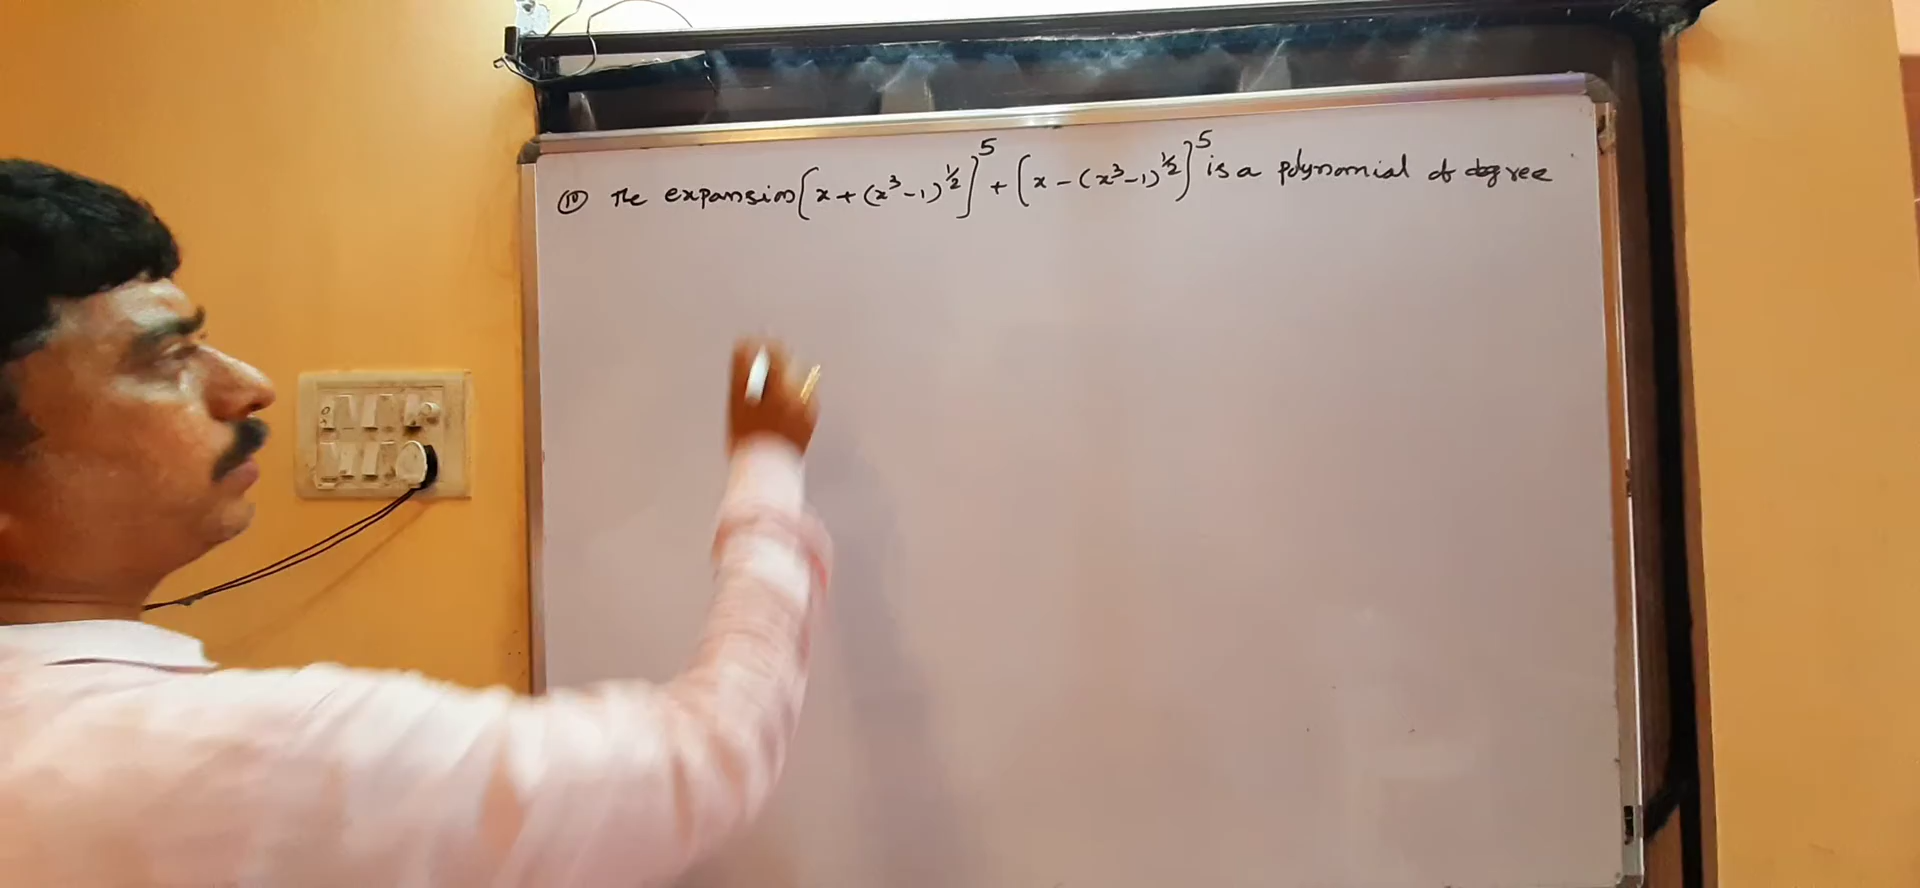 (10) The expansion [x + (x³-1)^½]⁵ + [x - (x³-1)^½]⁵ is a polynomial of degree